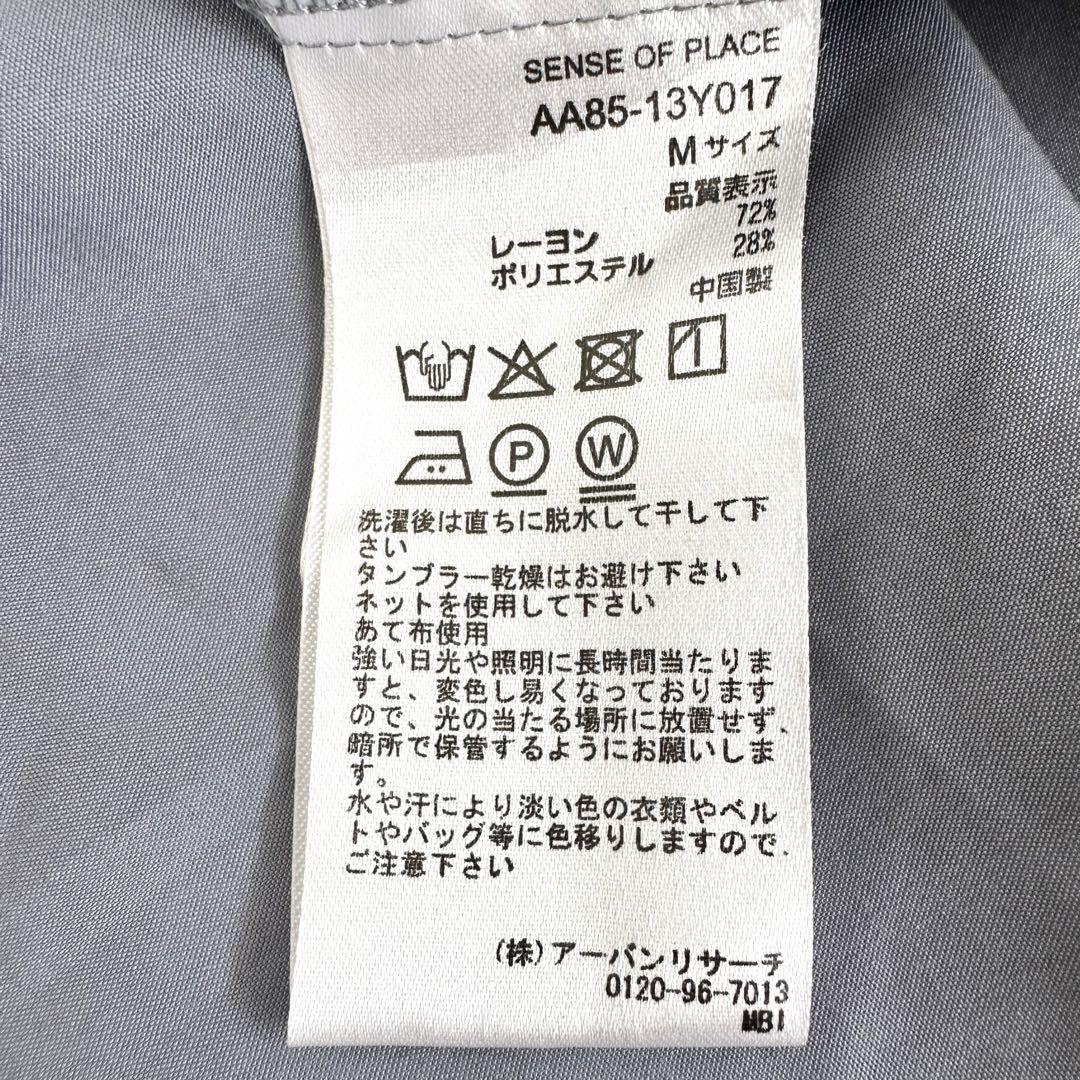 SENSE OF PLACE
AA85-13Y017
Mサイズ
品質表示
レーヨン 72%
ポリエステル 28%
中国製
P W
洗濯後は直ちに脱水して干して下
さい
タンブラー乾燥はお避け下さい
ネットを使用して下さい
あて布使用
強い日光や照明に長時間当たりま
すと、変色し易くなっております
ので、光の当たる場所に放置せず、
暗所で保管するようにお願いしま
す。
水や汗により淡い色の衣類やベル
トやバッグ等に色移りしますので、
ご注意下さい
(株)アーバンリサーチ
0120-96-7013
MBI